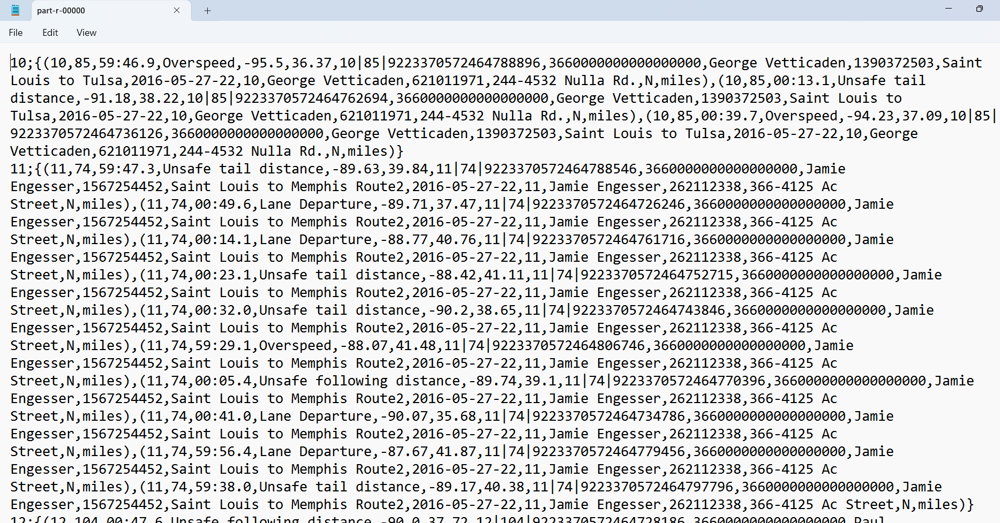 part-r-00000
File Edit View
10;{(10,85,59:46.9,Overspeed,-95.5,36.37,10|85|9223370572464788896,3660000000000000000,George Vetticaden,1390372503,Saint
Louis to Tulsa,2016-05-27-22,10,George Vetticaden,621011971,244-4532 Nulla Rd.,N,miles),(10,85,00:13.1,Unsafe tail
distance,-91.18,38.22,10|85|9223370572464762694,3660000000000000000,George Vetticaden,1390372503,Saint Louis to
Tulsa,2016-05-27-22,10,George Vetticaden,621011971,244-4532 Nulla Rd.,N,miles),(10,85,00:39.7,Overspeed,-94.23,37.09,10|85|
9223370572464736126,3660000000000000000,George Vetticaden,1390372503,Saint Louis to Tulsa,2016-05-27-22,10,George
Vetticaden,621011971,244-4532 Nulla Rd.,N,miles)}
11;{(11,74,59:47.3,Unsafe tail distance,-89.63,39.84,11|74|9223370572464788546,3660000000000000000,Jamie
Engesser,1567254452,Saint Louis to Memphis Route2,2016-05-27-22,11,Jamie Engesser,262112338,366-4125 Ac
Street,N,miles),(11,74,00:49.6,Lane Departure,-89.71,37.47,11|74|9223370572464726246,3660000000000000000,Jamie
Engesser,1567254452,Saint Louis to Memphis Route2,2016-05-27-22,11,Jamie Engesser,262112338,366-4125 Ac
Street,N,miles),(11,74,00:14.1,Lane Departure,-88.77,40.76,11|74|9223370572464761716,3660000000000000000,Jamie
Engesser,1567254452,Saint Louis to Memphis Route2,2016-05-27-22,11,Jamie Engesser,262112338,366-4125 Ac
Street,N,miles),(11,74,00:23.1,Unsafe tail distance,-88.42,41.11,11|74|9223370572464752715,3660000000000000000,Jamie
Engesser,1567254452,Saint Louis to Memphis Route2,2016-05-27-22,11,Jamie Engesser,262112338,366-4125 Ac
Street,N,miles),(11,74,00:32.0,Unsafe tail distance,-90.2,38.65,11|74|9223370572464743846,3660000000000000000,Jamie
Engesser,1567254452,Saint Louis to Memphis Route2,2016-05-27-22,11,Jamie Engesser,262112338,366-4125 Ac
Street,N,miles),(11,74,59:29.1,Overspeed,-88.07,41.48,11|74|9223370572464806746,3660000000000000000,Jamie
Engesser,1567254452,Saint Louis to Memphis Route2,2016-05-27-22,11,Jamie Engesser,262112338,366-4125 Ac
Street,N,miles),(11,74,00:05.4,Unsafe following distance,-89.74,39.1,11|74|9223370572464770396,3660000000000000000,Jamie
Engesser,1567254452,Saint Louis to Memphis Route2,2016-05-27-22,11,Jamie Engesser,262112338,366-4125 Ac
Street,N,miles),(11,74,00:41.0,Lane Departure,-90.07,35.68,11|74|9223370572464734786,3660000000000000000,Jamie
Engesser,1567254452,Saint Louis to Memphis Route2,2016-05-27-22,11,Jamie Engesser,262112338,366-4125 Ac
Street,N,miles),(11,74,59:56.4,Lane Departure,-87.67,41.87,11|74|9223370572464779456,3660000000000000000,Jamie
Engesser,1567254452,Saint Louis to Memphis Route2,2016-05-27-22,11,Jamie Engesser,262112338,366-4125 Ac
Street,N,miles),(11,74,59:38.0,Unsafe tail distance,-89.17,40.38,11|74|9223370572464797796,3660000000000000000,Jamie
Engesser,1567254452,Saint Louis to Memphis Route2,2016-05-27-22,11,Jamie Engesser,262112338,366-4125 Ac Street,N,miles)}
12;{(12,104,00:47.6,Unsafe following distance,-90.0,37.72,12|104|9223370572464728186,3660000000000000000,Paul